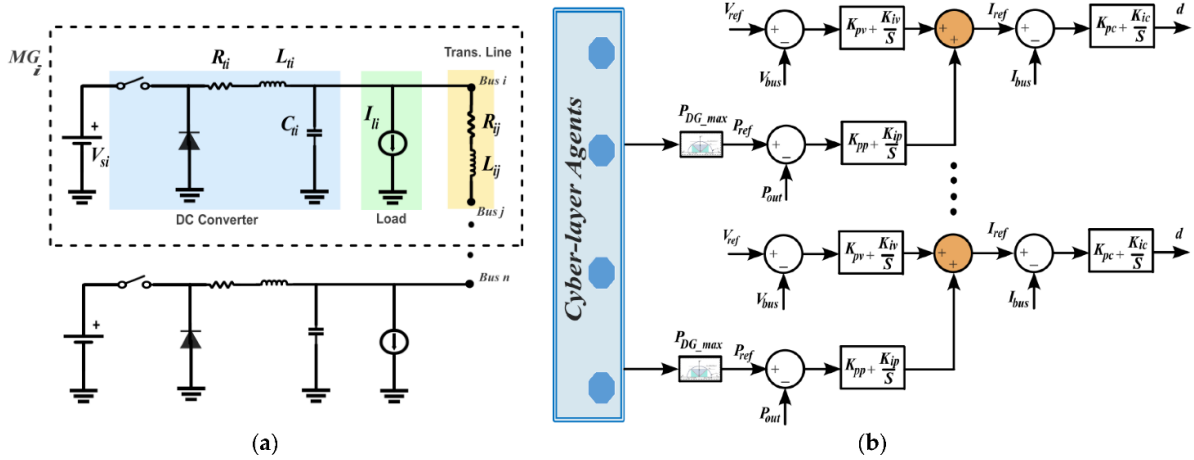 MG_i
R_ti
L_ti
Trans. Line
Bus i
V_si
+
C_ti
I_li
R_ij
L_ij
Bus j
DC Converter
Load
Bus n
+
(a)
Cyber-layer Agents
V_ref
+
−
V_bus
K_pv + K_iv/S
+
+
I_ref
+
−
I_bus
K_pc + K_ic/S
d
P_DG_max
P_ref
+
−
P_out
K_pp + K_ip/S
V_ref
+
−
V_bus
K_pv + K_iv/S
+
+
I_ref
+
−
I_bus
K_pc + K_ic/S
d
P_DG_max
P_ref
+
−
P_out
K_pp + K_ip/S
(b)